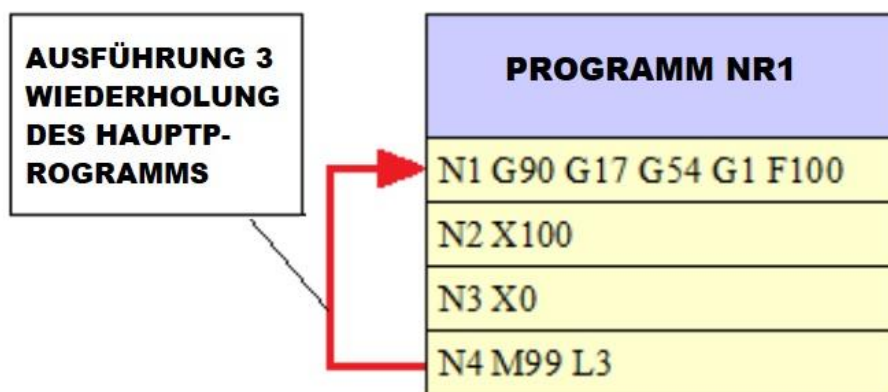 AUSFÜHRUNG 3
WIEDERHOLUNG
DES HAUPTP-
ROGRAMMS
PROGRAMM NR1
N1 G90 G17 G54 G1 F100
N2 X100
N3 X0
N4 M99 L3